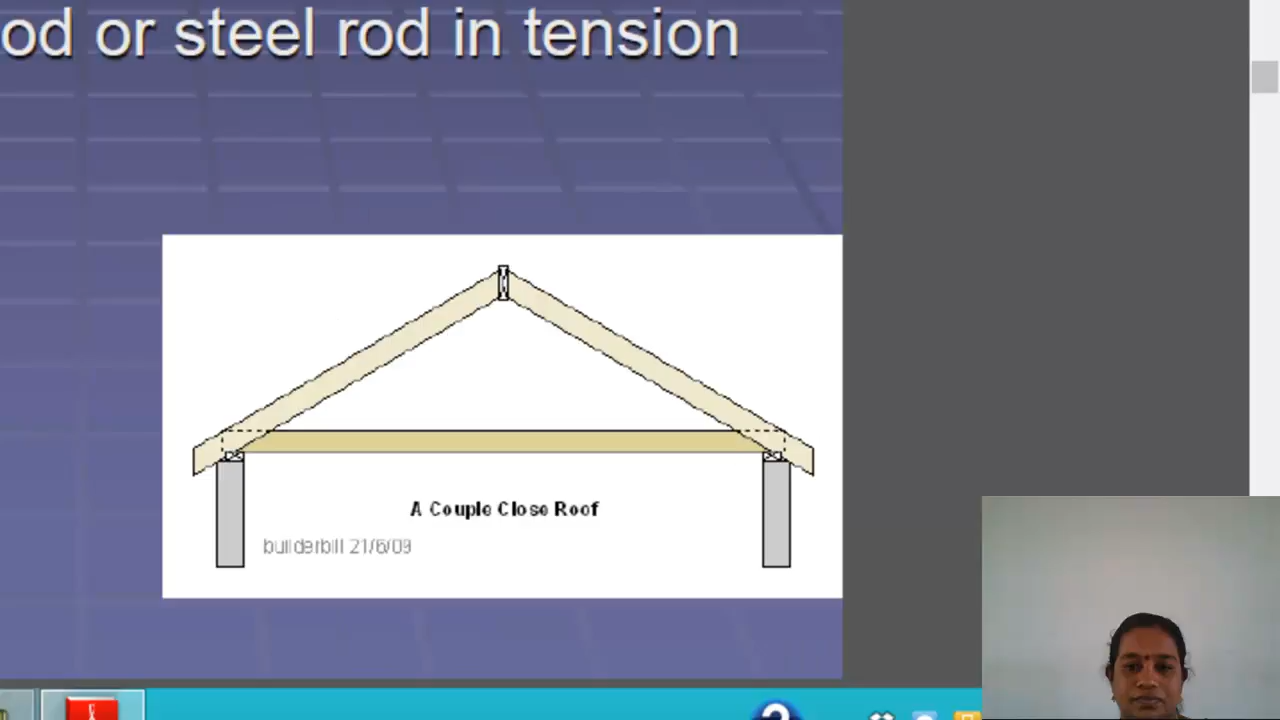 od or steel rod in tension
A Couple Close Roof
builderbill 21/6/09